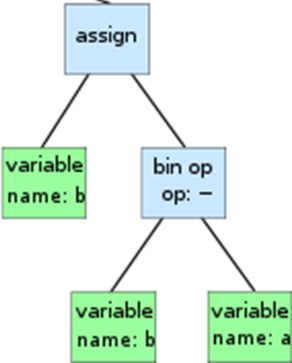 assign
variable
name: b
bin op
op: −
variable
name: b
variable
name: a